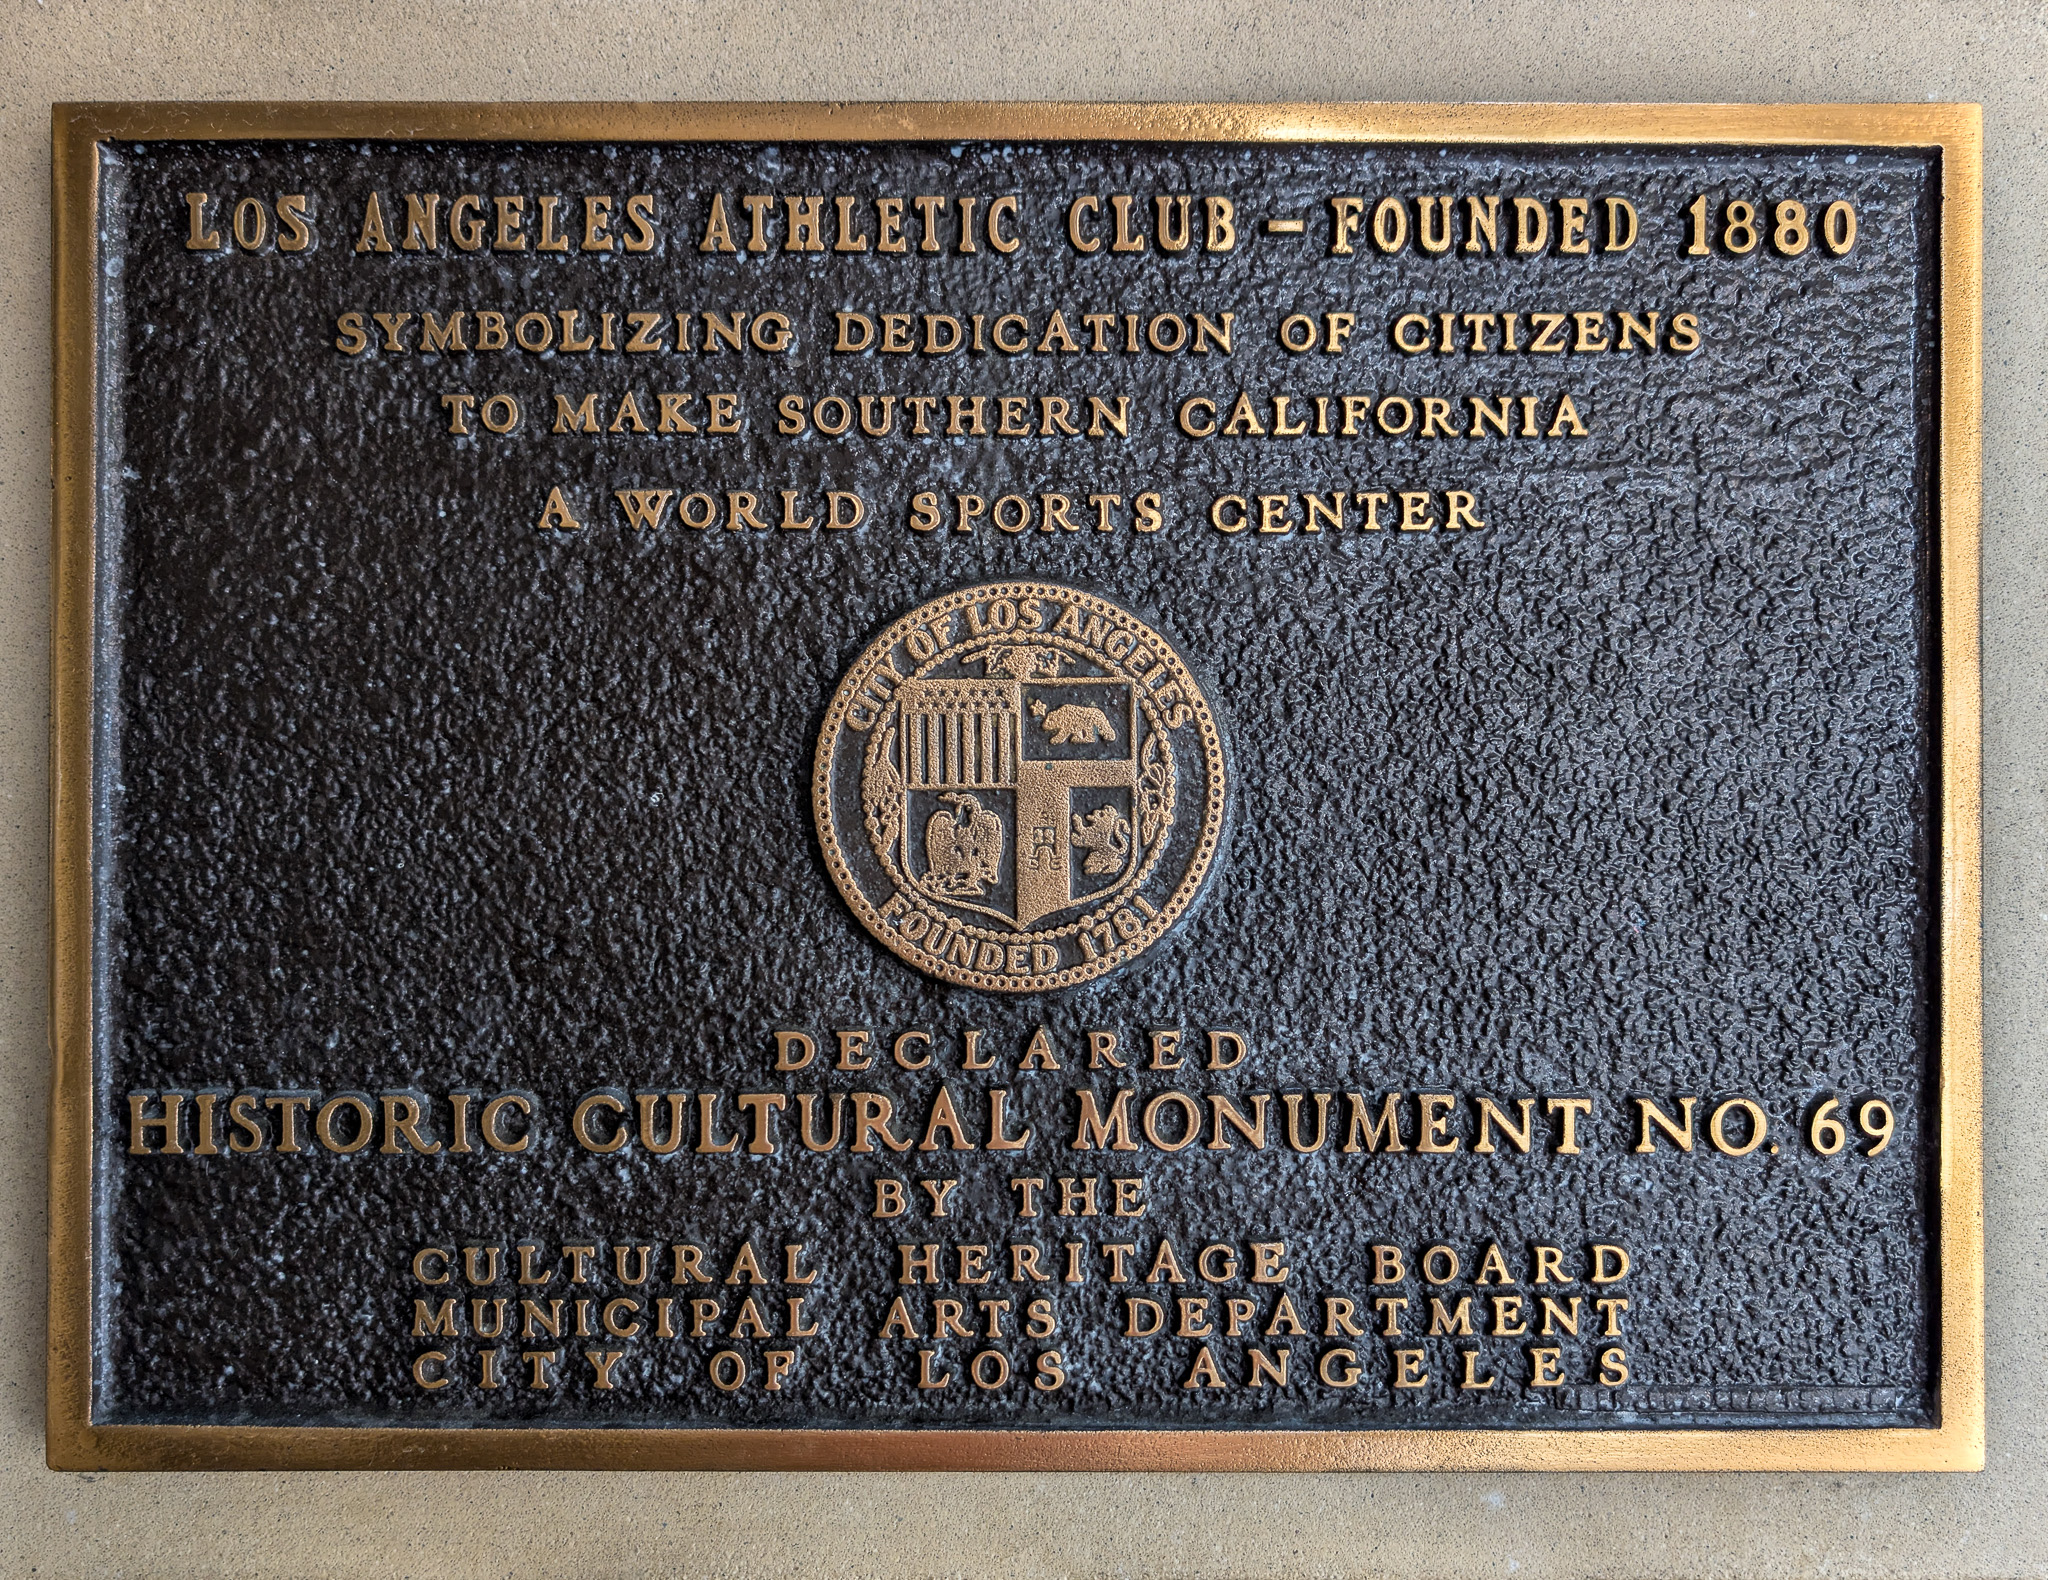 LOS ANGELES ATHLETIC CLUB – FOUNDED 1880
SYMBOLIZING DEDICATION OF CITIZENS
TO MAKE SOUTHERN CALIFORNIA
A WORLD SPORTS CENTER
CITY OF LOS ANGELES
FOUNDED 1781
DECLARED
HISTORIC CULTURAL MONUMENT NO. 69
BY THE
CULTURAL HERITAGE BOARD
MUNICIPAL ARTS DEPARTMENT
CITY OF LOS ANGELES